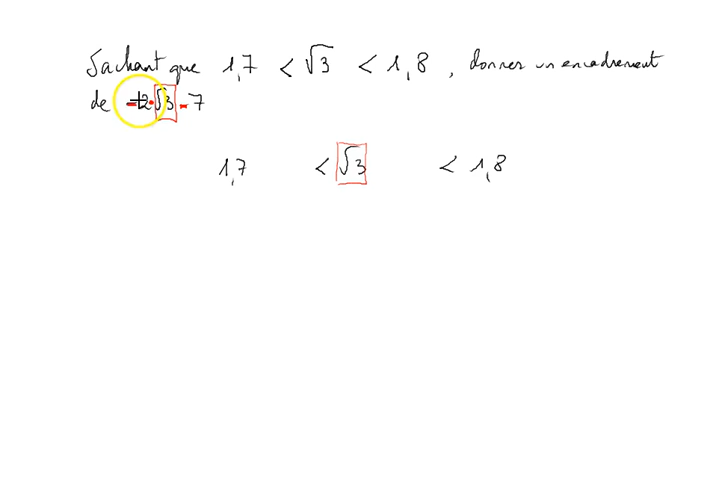 Sachant que 1,7 < √3 < 1,8, donner un encadrement
de -2√3 - 7
1,7 < √3 < 1,8